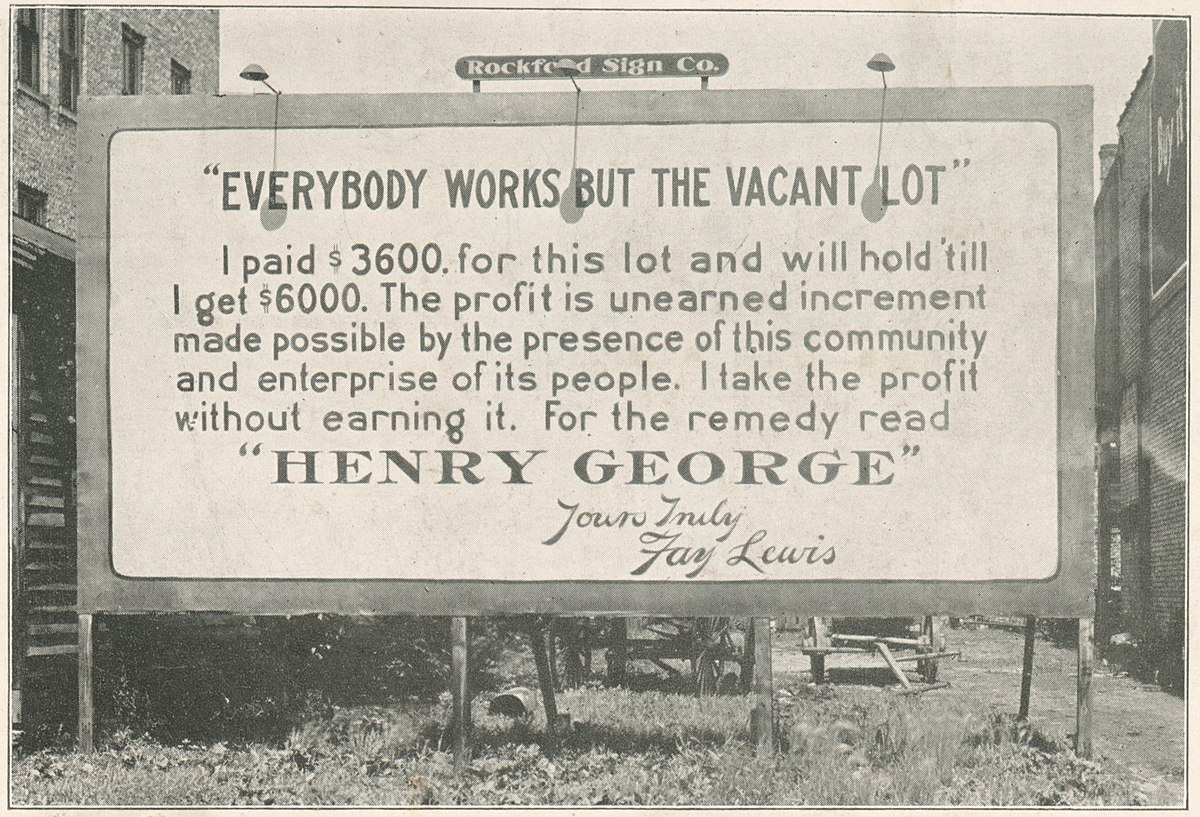 Rockford Sign Co.
"EVERYBODY WORKS BUT THE VACANT LOT"
I paid $3600. for this lot and will hold 'till
I get $6000. The profit is unearned increment
made possible by the presence of this community
and enterprise of its people. I take the profit
without earning it. For the remedy read
"HENRY GEORGE"
Yours Truly
Fay Lewis